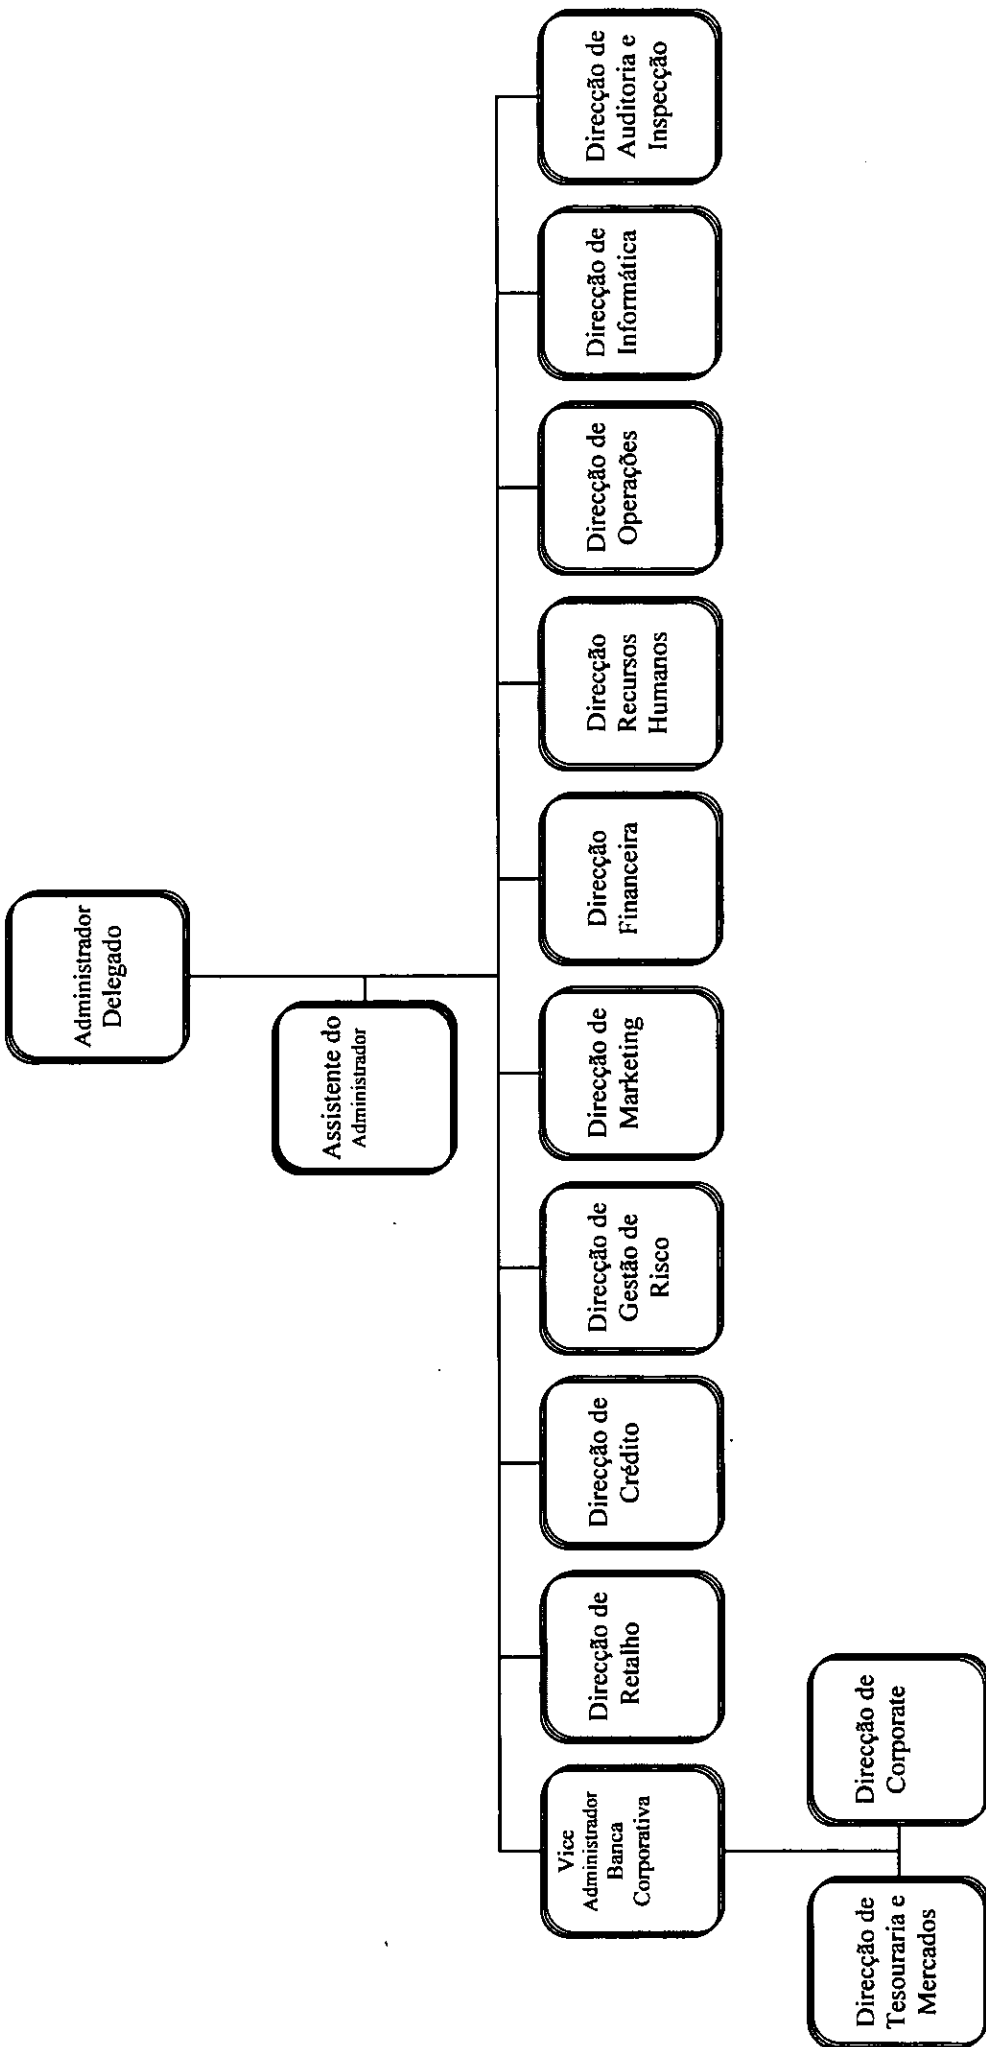 Administrador
Delegado
Assistente do
Administrador
Vice
Administrador
Banca
Corporativa
Direcção de
Retalho
Direcção de
Crédito
Direcção de
Gestão de
Risco
Direcção de
Marketing
Direcção
Financeira
Direcção
Recursos
Humanos
Direcção de
Operações
Direcção de
Informática
Direcção de
Auditoria e
Inspecção
Direcção de
Tesouraria e
Mercados
Direcção de
Corporate